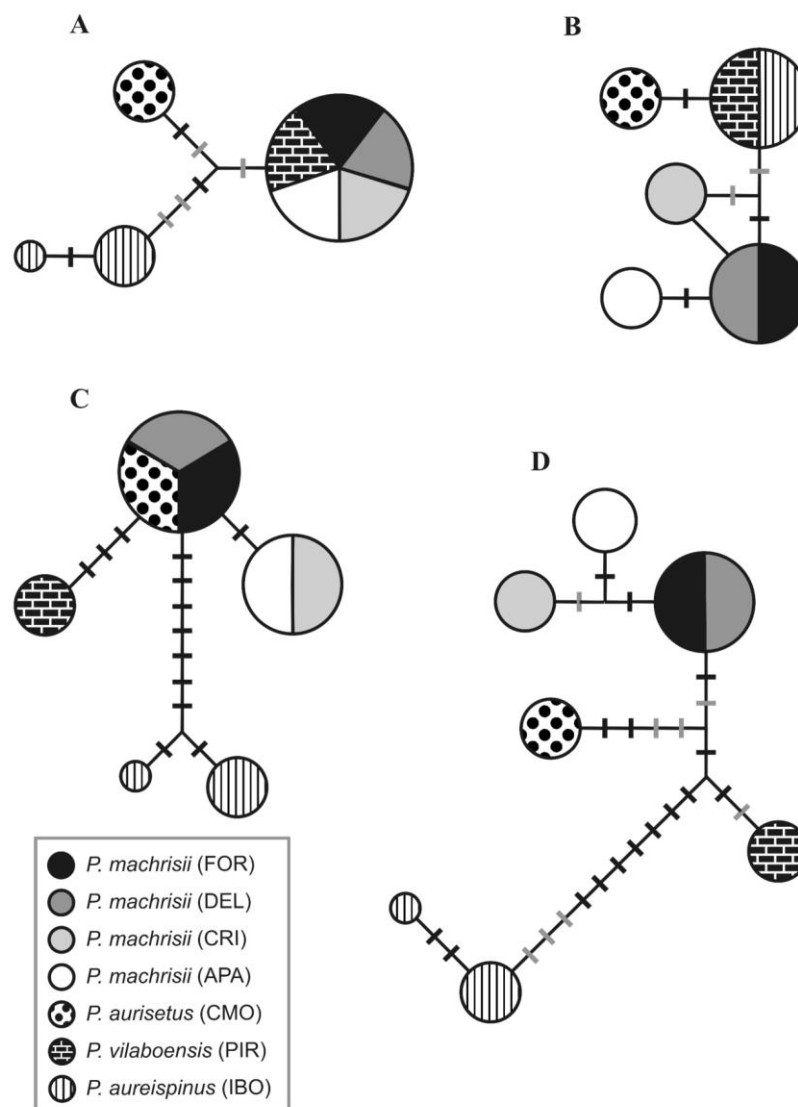 A
B
C
D
P. machrisii (FOR)
P. machrisii (DEL)
P. machrisii (CRI)
P. machrisii (APA)
P. aurisetus (CMO)
P. vilaboensis (PIR)
P. aureispinus (IBO)